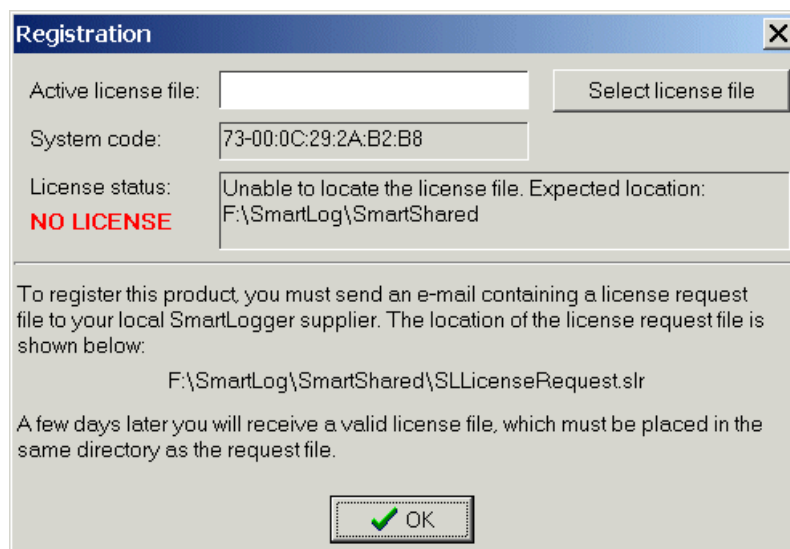 Registration
Active license file:
Select license file
System code:
73-00:0C:29:2A:B2:B8
License status:
Unable to locate the license file. Expected location:
F:\SmartLog\SmartShared
NO LICENSE
To register this product, you must send an e-mail containing a license request
file to your local SmartLogger supplier. The location of the license request file is
shown below:
F:\SmartLog\SmartShared\SLLicenseRequest.slr
A few days later you will receive a valid license file, which must be placed in the
same directory as the request file.
OK